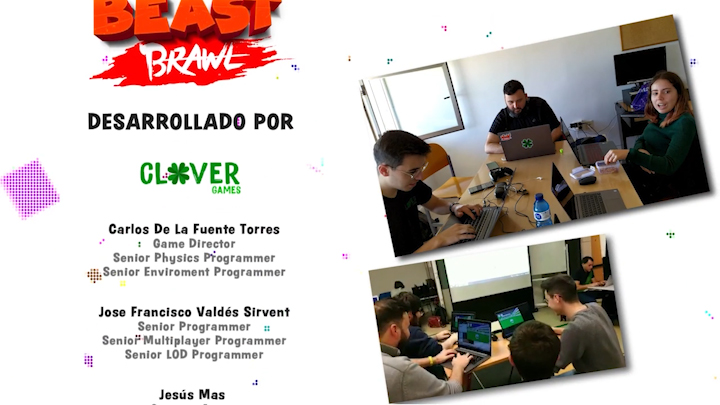 BEAST
BRAWL
DESARROLLADO POR
CLOVER
GAMES
Carlos De La Fuente Torres
Game Director
Senior Physics Programmer
Senior Enviroment Programmer
Jose Francisco Valdés Sirvent
Senior Programmer
Senior Multiplayer Programmer
Senior LOD Programmer
Jesús Mas